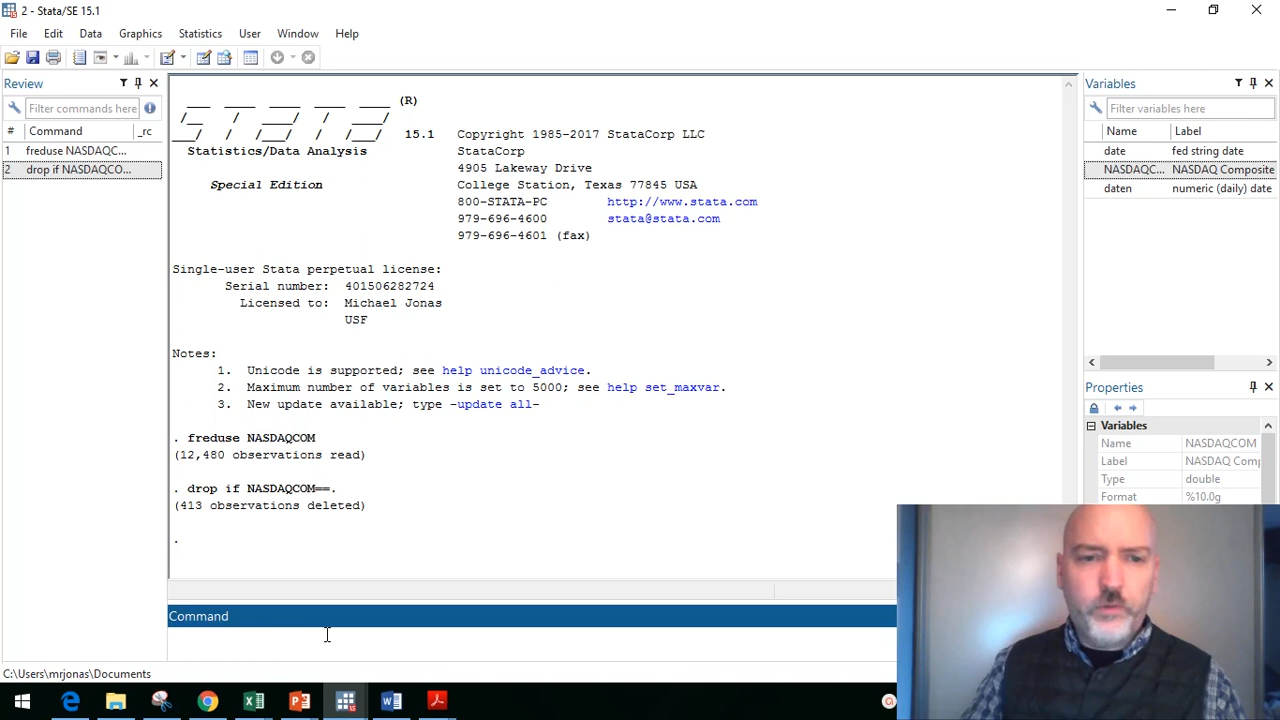 2 - Stata/SE 15.1
File Edit Data Graphics Statistics User Window Help
Review
Filter commands here
# Command _rc
1 freduse NASDAQC...
2 drop if NASDAQCO...
(R)
15.1 Copyright 1985-2017 StataCorp LLC
Statistics/Data Analysis StataCorp
4905 Lakeway Drive
Special Edition College Station, Texas 77845 USA
800-STATA-PC http://www.stata.com
979-696-4600 stata@stata.com
979-696-4601 (fax)
Single-user Stata perpetual license:
Serial number: 401506282724
Licensed to: Michael Jonas
USF
Notes:
1. Unicode is supported; see help unicode_advice.
2. Maximum number of variables is set to 5000; see help set_maxvar.
3. New update available; type -update all-
. freduse NASDAQCOM
(12,480 observations read)
. drop if NASDAQCOM==.
(413 observations deleted)
.
Command
C:\Users\mrjonas\Documents
Variables
Filter variables here
Name Label
date fed string date
NASDAQC... NASDAQ Composite
daten numeric (daily) date
Properties
Variables
Name NASDAQCOM
Label NASDAQ Comp
Type double
Format %10.0g